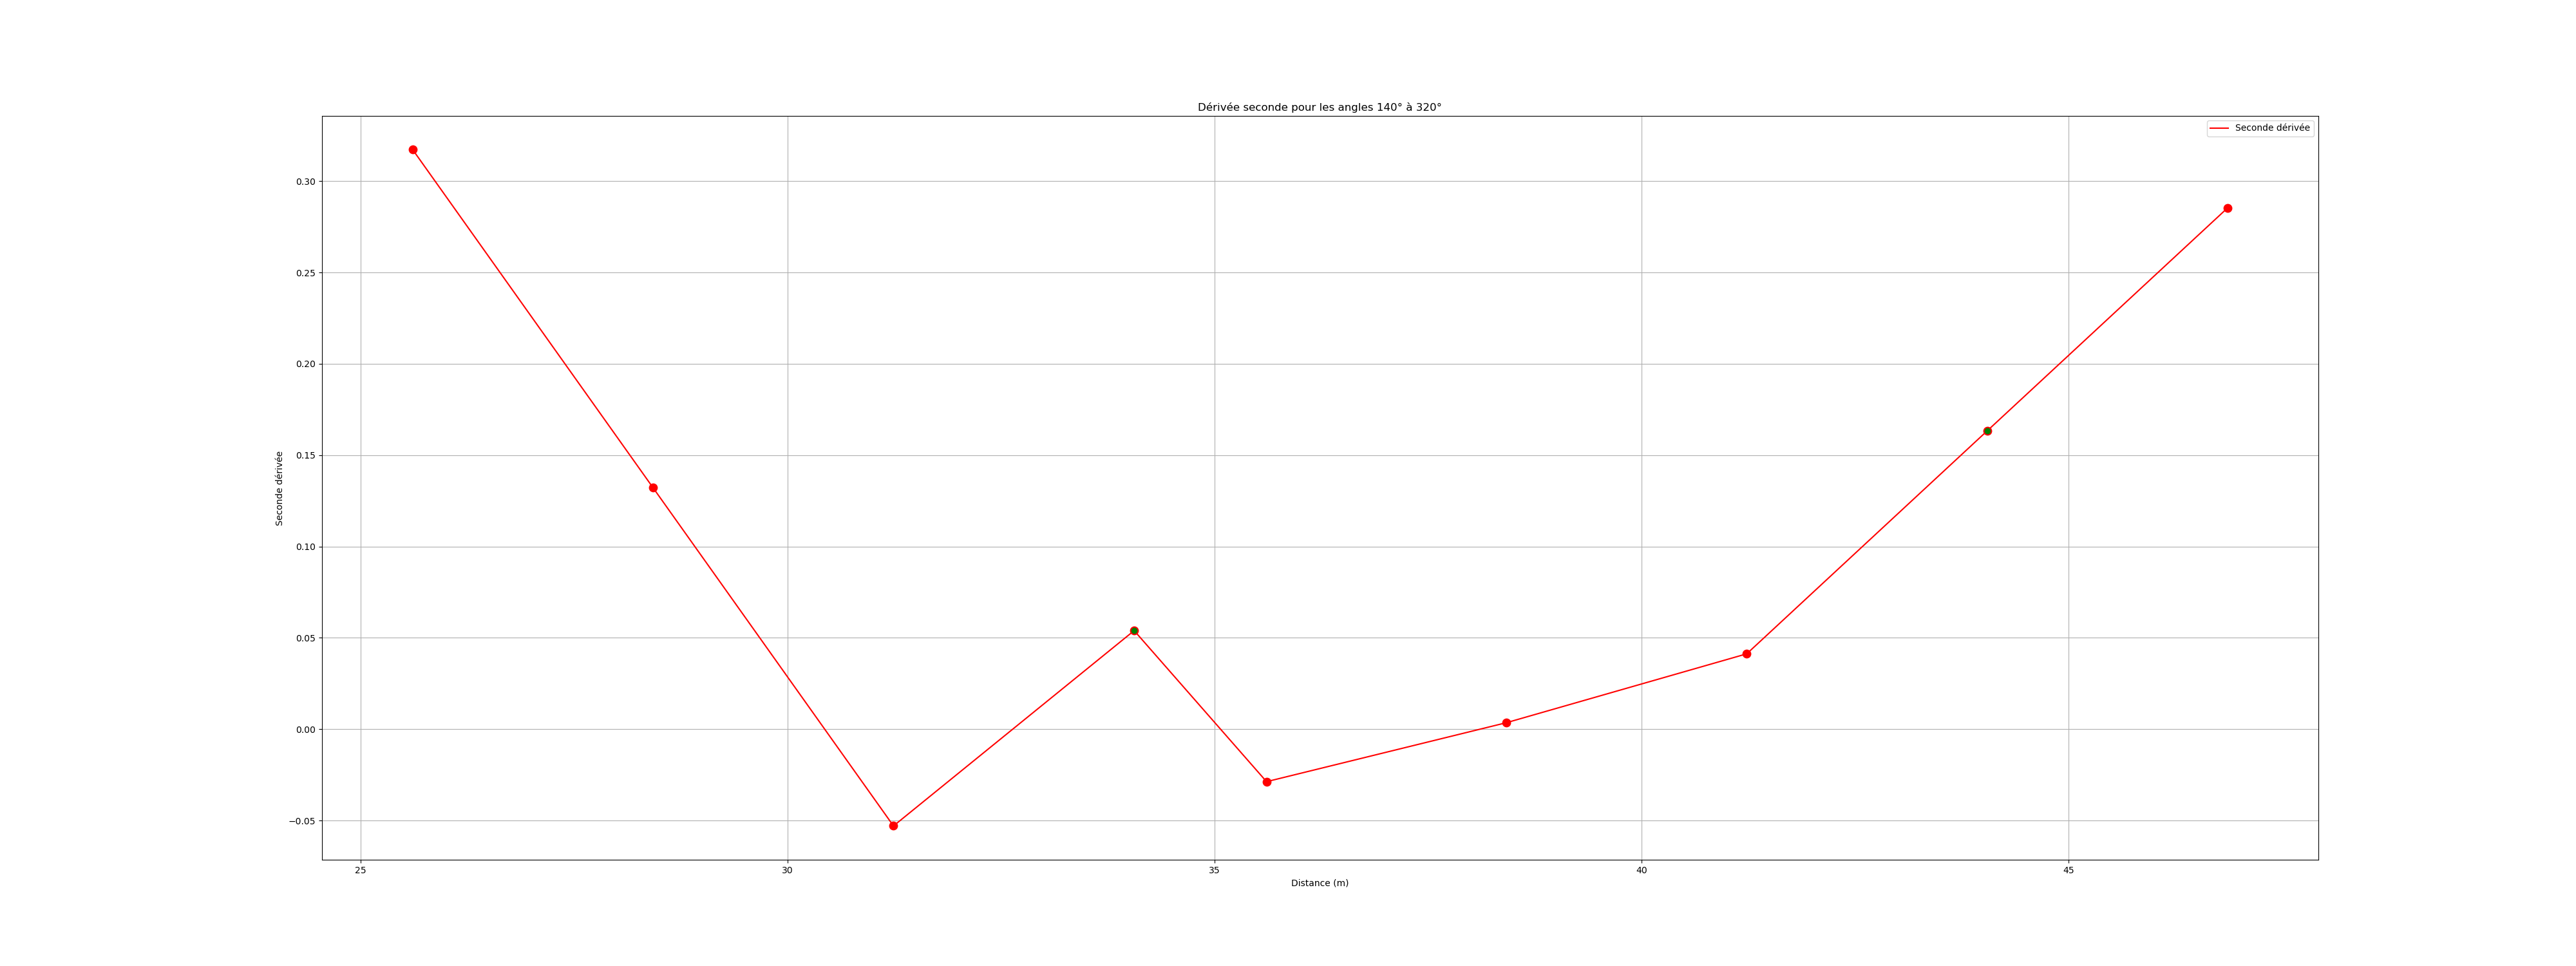 Dérivée seconde pour les angles 140° à 320°
Seconde dérivée
0.30
0.25
0.20
0.15
0.10
0.05
0.00
−0.05
Seconde dérivée
25 30 35 40 45
Distance (m)